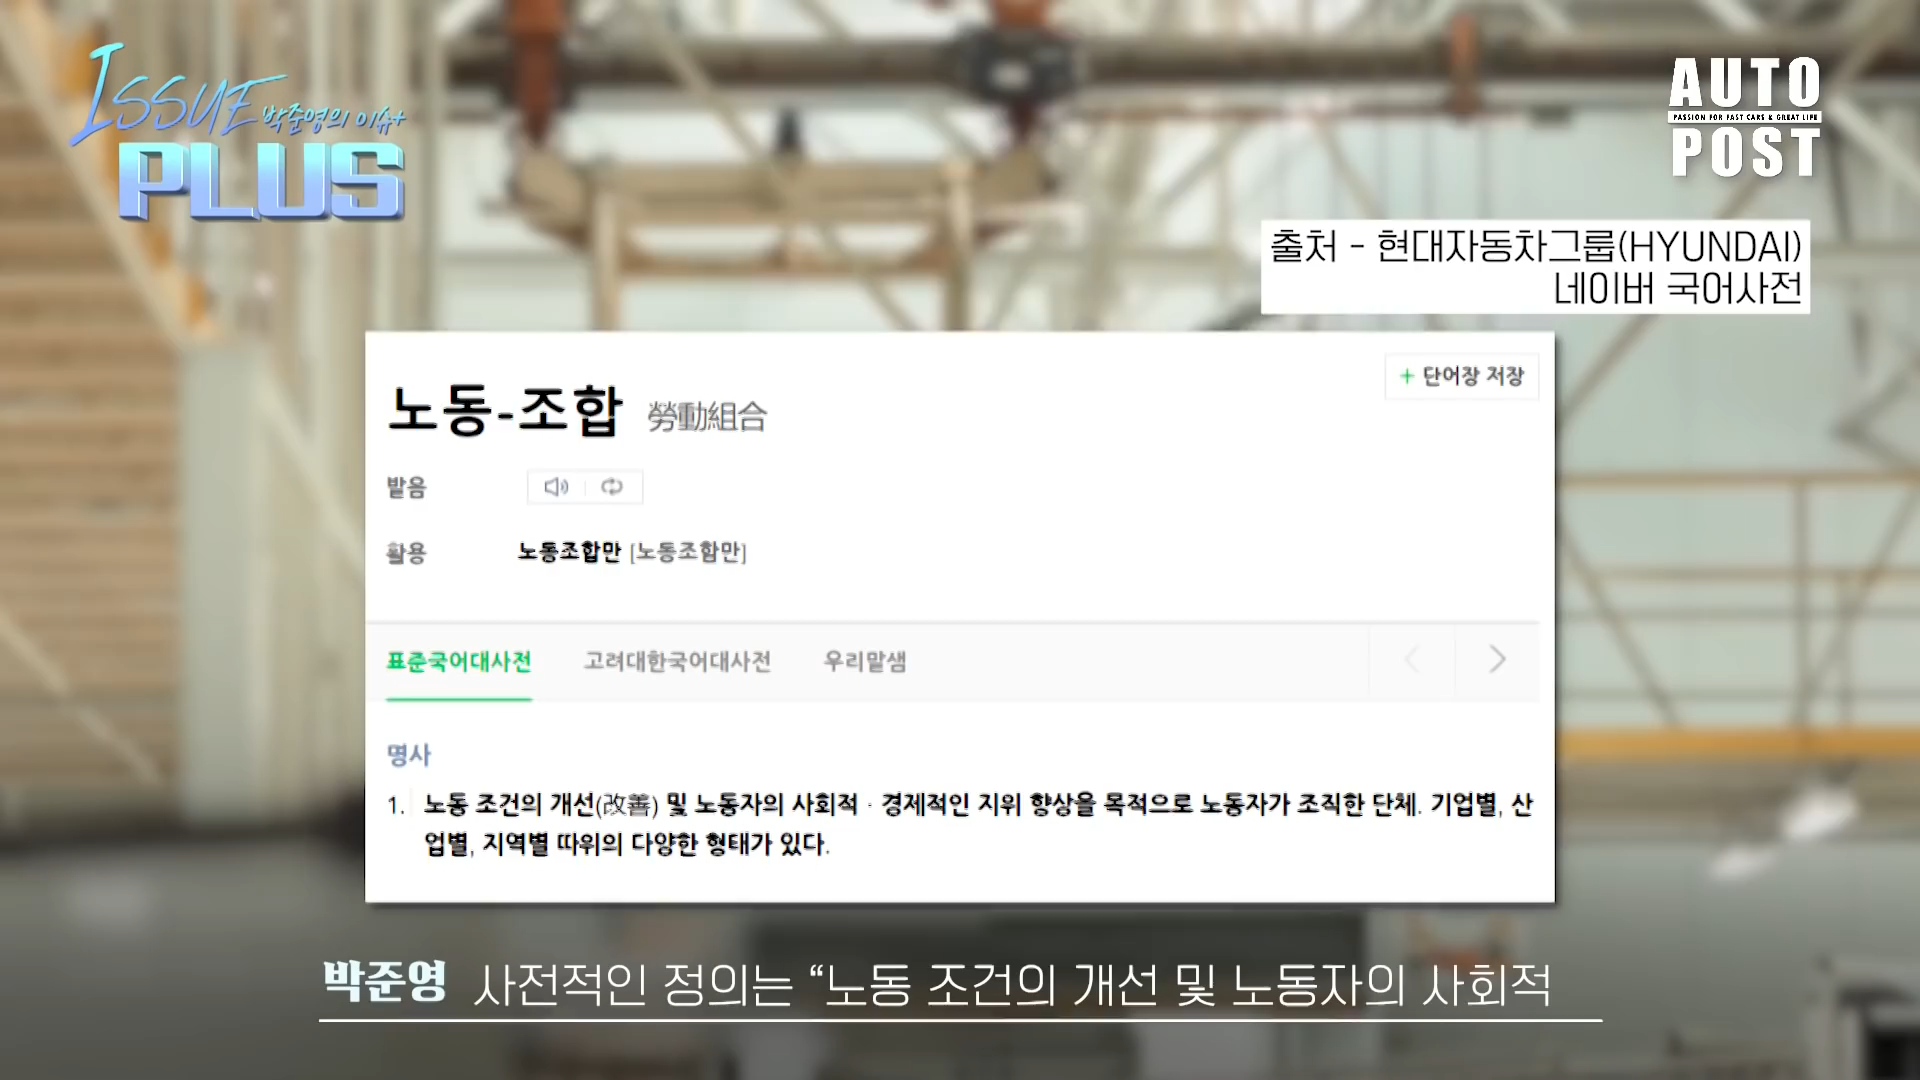 ISSUE 박준영의 이슈+
PLUS
AUTO
PASSION FOR FAST CARS & GREAT LIFE
POST
출처 - 현대자동차그룹(HYUNDAI)
네이버 국어사전
+ 단어장 저장
노동-조합 勞動組合
발음
활용 노동조합만 [노동조함만]
표준국어대사전 고려대한국어대사전 우리말샘
명사
1. 노동 조건의 개선(改善) 및 노동자의 사회적·경제적인 지위 향상을 목적으로 노동자가 조직한 단체. 기업별, 산
업별, 지역별 따위의 다양한 형태가 있다.
박준영 사전적인 정의는 “노동 조건의 개선 및 노동자의 사회적